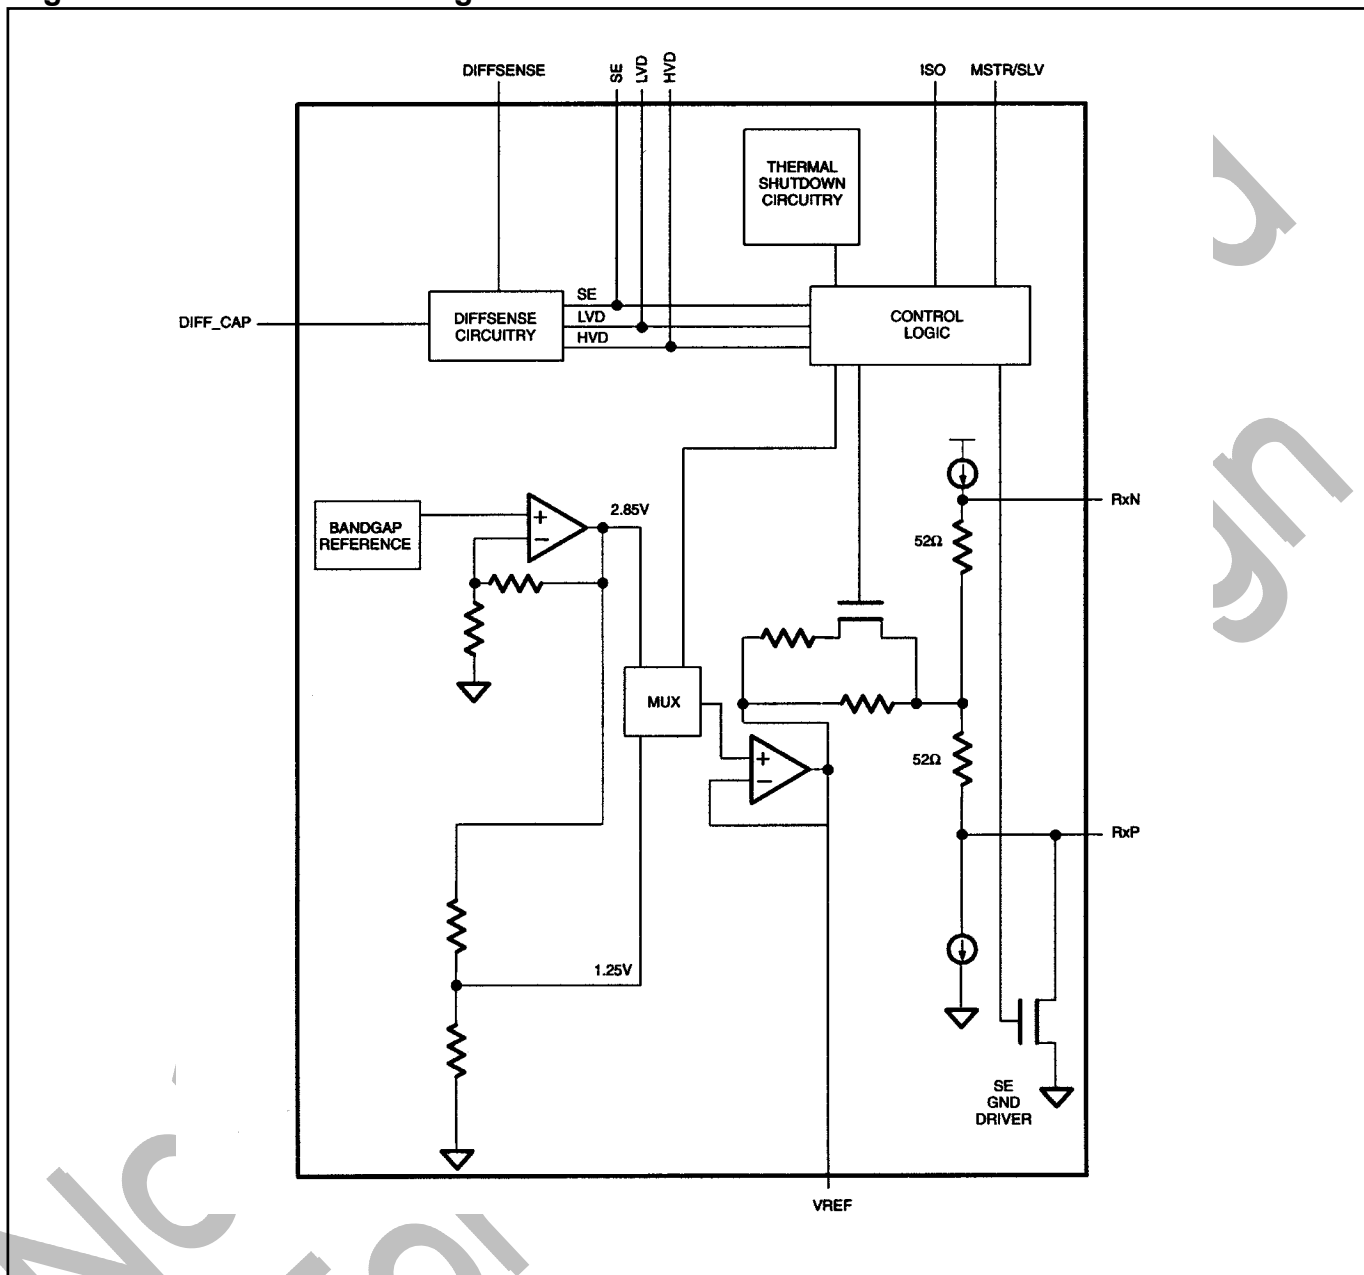 DIFFSENSE
SE
LVD
HVD
ISO
MSTR/SLV
THERMAL
SHUTDOWN
CIRCUITRY
DIFF_CAP
DIFFSENSE
CIRCUITRY
SE
LVD
HVD
CONTROL
LOGIC
RxN
BANDGAP
REFERENCE
+
−
2.85V
52Ω
MUX
+
−
52Ω
RxP
1.25V
SE
GND
DRIVER
VREF